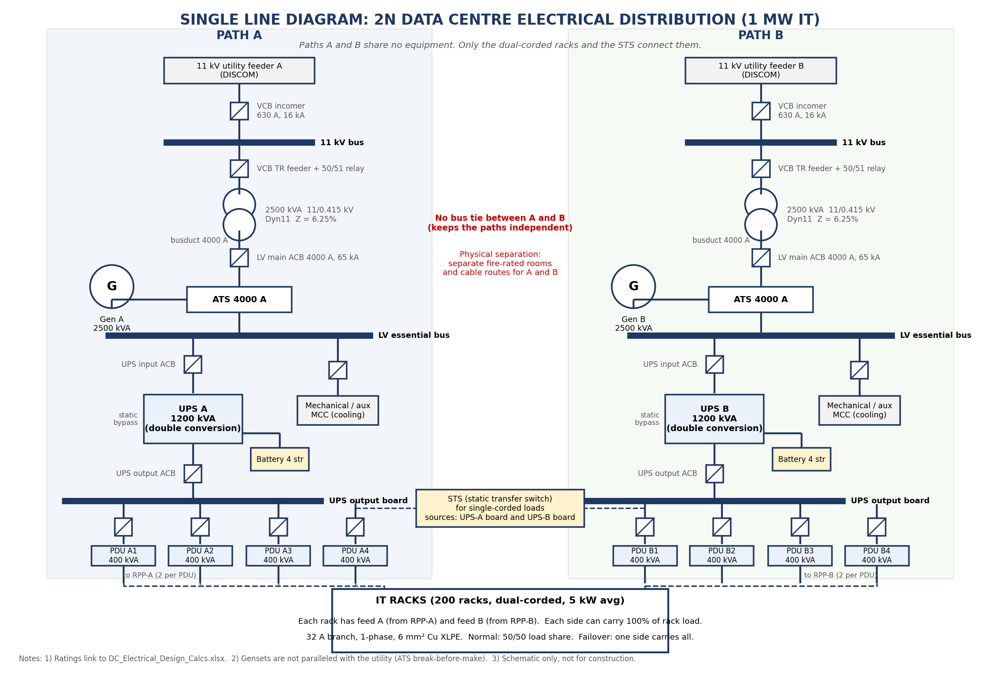 SINGLE LINE DIAGRAM: 2N DATA CENTRE ELECTRICAL DISTRIBUTION (1 MW IT)
PATH A
PATH B
Paths A and B share no equipment. Only the dual-corded racks and the STS connect them.
11 kV utility feeder A
(DISCOM)
VCB incomer
630 A, 16 kA
11 kV bus
VCB TR feeder + 50/51 relay
2500 kVA  11/0.415 kV
Dyn11  Z = 6.25%
busduct 4000 A
LV main ACB 4000 A, 65 kA
G
ATS 4000 A
Gen A
2500 kVA
LV essential bus
UPS input ACB
UPS A
1200 kVA
(double conversion)
static
bypass
Mechanical / aux
MCC (cooling)
Battery 4 str
UPS output ACB
UPS output board
PDU A1
400 kVA
PDU A2
400 kVA
PDU A3
400 kVA
PDU A4
400 kVA
to RPP-A (2 per PDU)
No bus tie between A and B
(keeps the paths independent)
Physical separation:
separate fire-rated rooms
and cable routes for A and B
STS (static transfer switch)
for single-corded loads
sources: UPS-A board and UPS-B board
11 kV utility feeder B
(DISCOM)
VCB incomer
630 A, 16 kA
11 kV bus
VCB TR feeder + 50/51 relay
2500 kVA  11/0.415 kV
Dyn11  Z = 6.25%
busduct 4000 A
LV main ACB 4000 A, 65 kA
G
ATS 4000 A
Gen B
2500 kVA
LV essential bus
UPS input ACB
UPS B
1200 kVA
(double conversion)
static
bypass
Mechanical / aux
MCC (cooling)
Battery 4 str
UPS output ACB
UPS output board
PDU B1
400 kVA
PDU B2
400 kVA
PDU B3
400 kVA
PDU B4
400 kVA
to RPP-B (2 per PDU)
IT RACKS (200 racks, dual-corded, 5 kW avg)
Each rack has feed A (from RPP-A) and feed B (from RPP-B).  Each side can carry 100% of rack load.
32 A branch, 1-phase, 6 mm² Cu XLPE.  Normal: 50/50 load share.  Failover: one side carries all.
Notes: 1) Ratings link to DC_Electrical_Design_Calcs.xlsx.  2) Gensets are not paralleled with the utility (ATS break-before-make).  3) Schematic only, not for construction.